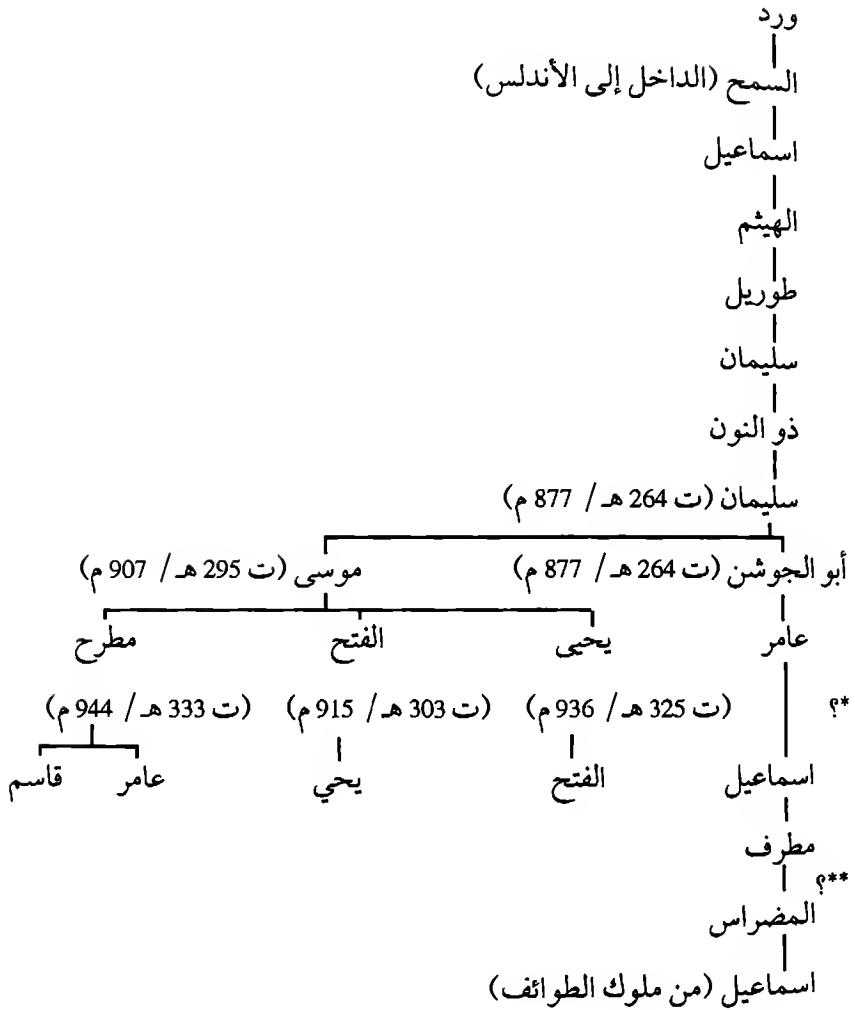 ورد
السمح (الداخل إلى الأندلس)
اسماعيل
الهيثم
طوريل
سليمان
ذو النون
سليمان (ت 264 هـ / 877 م)
أبو الجوشن (ت 264 هـ / 877 م) موسى (ت 295 هـ / 907 م)
عامر يحيى الفتح مطرح
*؟ (ت 325 هـ / 936 م) (ت 303 هـ / 915 م) (ت 333 هـ / 944 م)
اسماعيل الفتح يحي عامر قاسم
مطرف
**؟
المضراس
اسماعيل (من ملوك الطوائف)